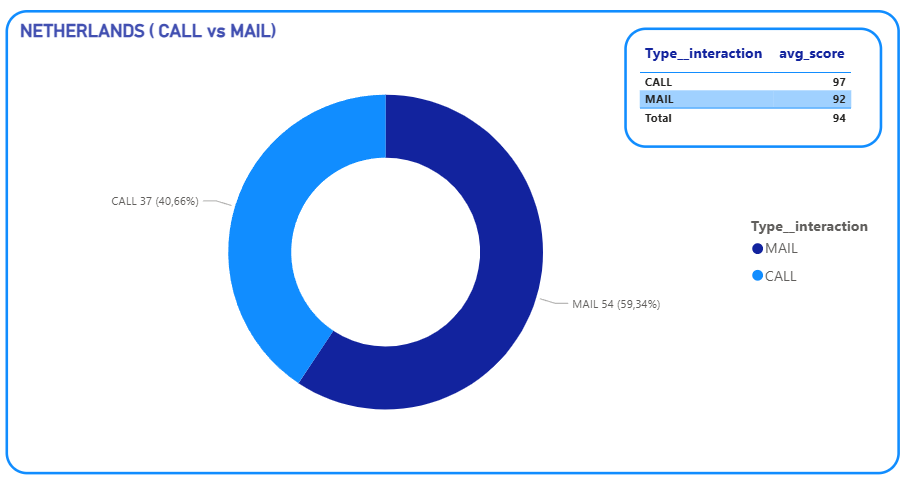 NETHERLANDS ( CALL vs MAIL)
Type__interaction avg_score
CALL 97
MAIL 92
Total 94
CALL 37 (40,66%)
MAIL 54 (59,34%)
Type__interaction
MAIL
CALL